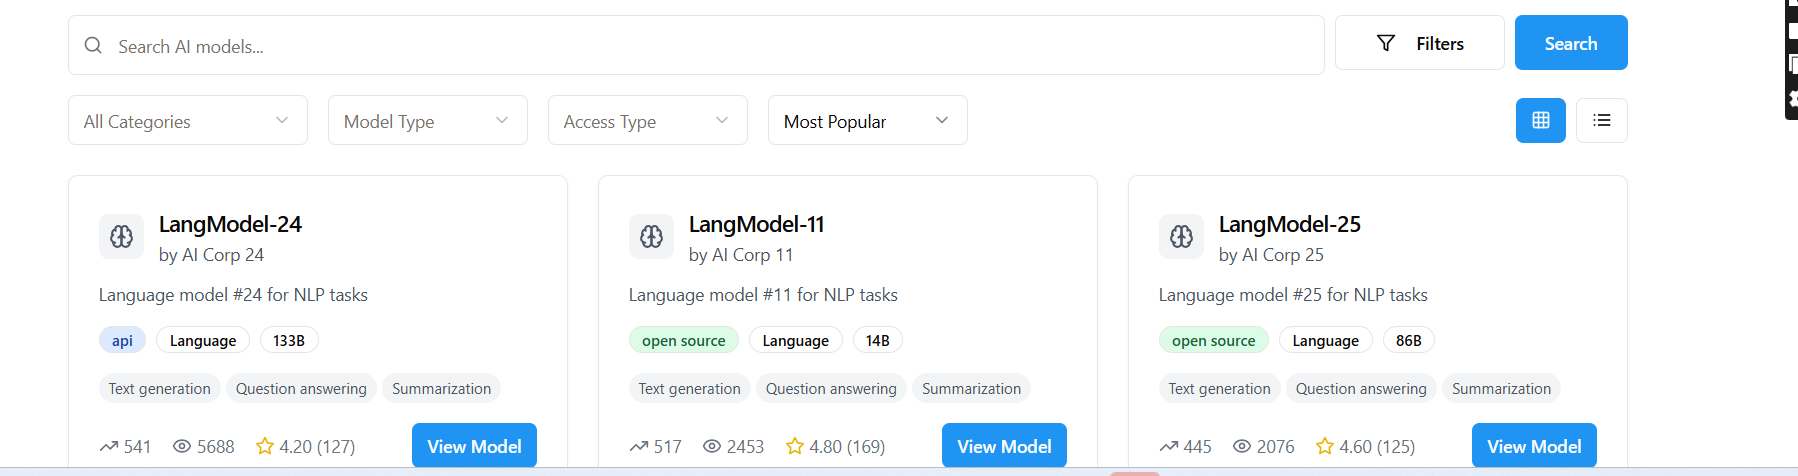 Search AI models...
Filters
Search
All Categories
Model Type
Access Type
Most Popular
LangModel-24
by AI Corp 24
Language model #24 for NLP tasks
api Language 133B
Text generation Question answering Summarization
541 5688 4.20 (127) View Model
LangModel-11
by AI Corp 11
Language model #11 for NLP tasks
open source Language 14B
Text generation Question answering Summarization
517 2453 4.80 (169) View Model
LangModel-25
by AI Corp 25
Language model #25 for NLP tasks
open source Language 86B
Text generation Question answering Summarization
445 2076 4.60 (125) View Model